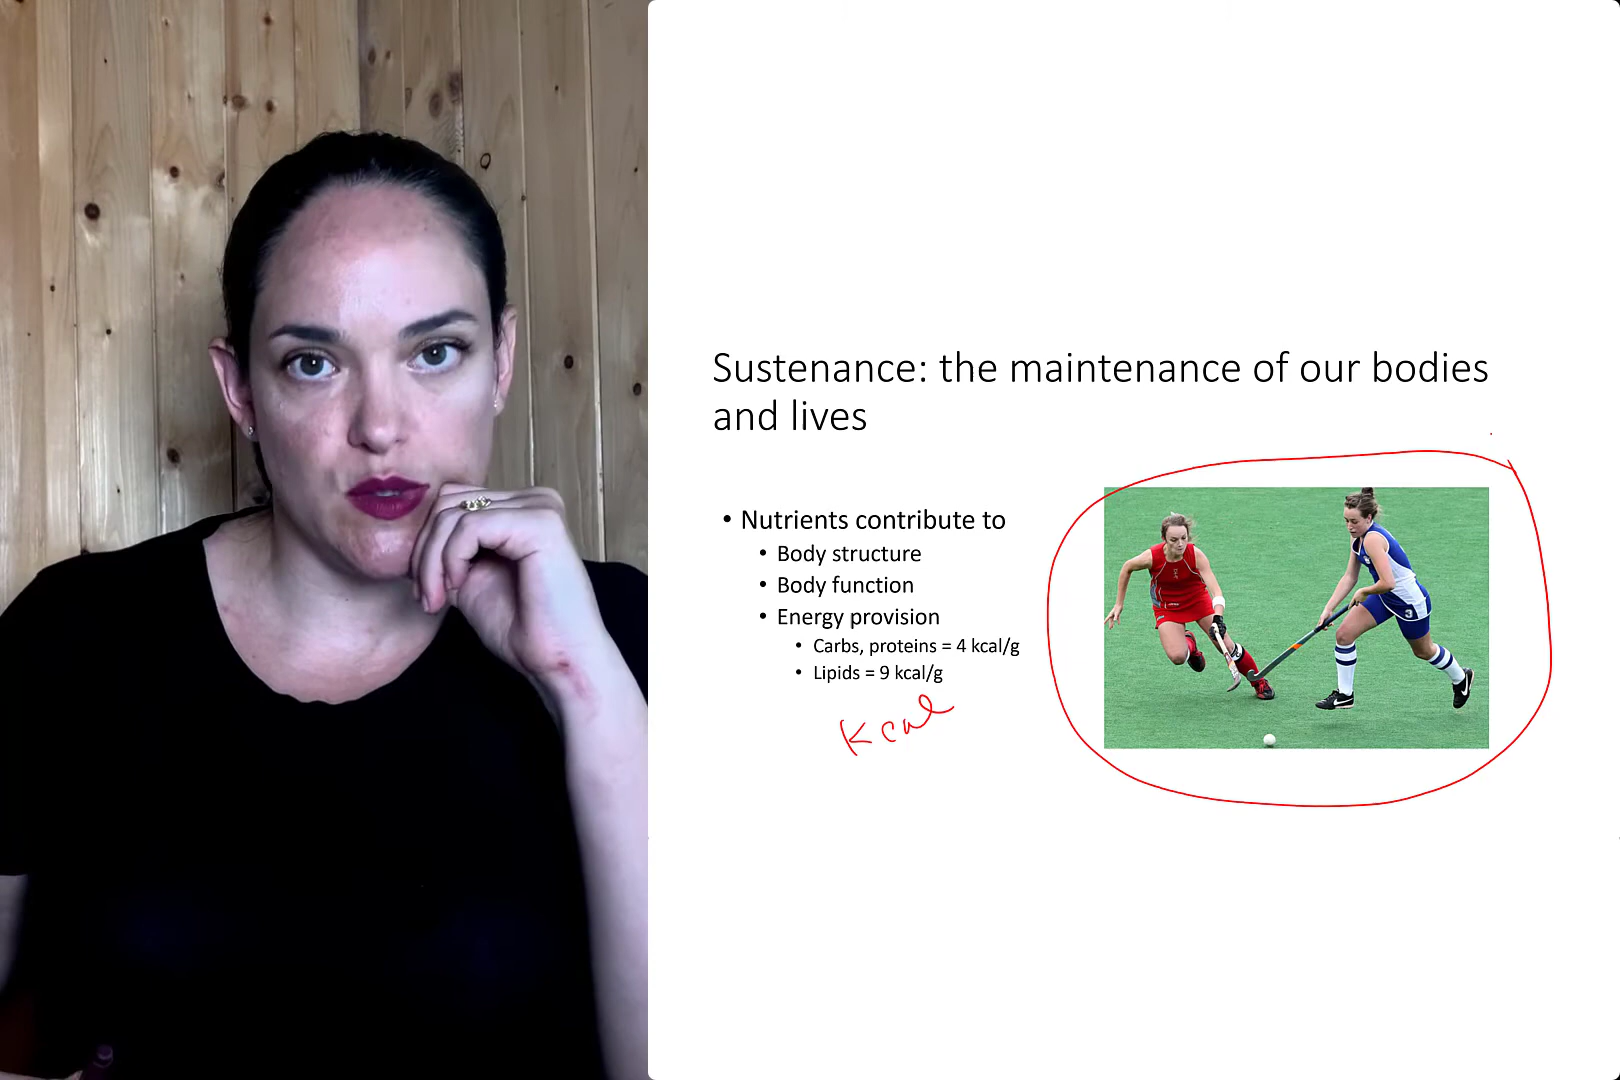 Sustenance: the maintenance of our bodies
and lives
• Nutrients contribute to
• Body structure
• Body function
• Energy provision
• Carbs, proteins = 4 kcal/g
• Lipids = 9 kcal/g
Kcal
3